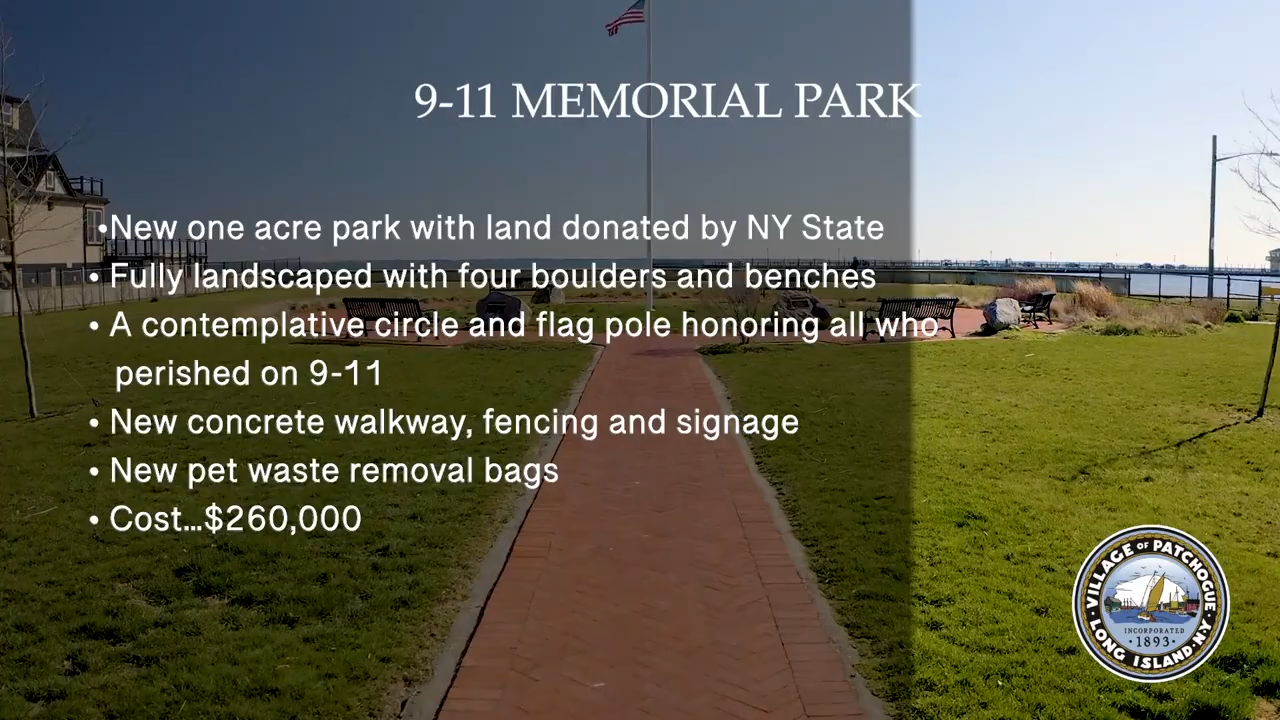 9-11 MEMORIAL PARK
•New one acre park with land donated by NY State
• Fully landscaped with four boulders and benches
• A contemplative circle and flag pole honoring all who
perished on 9-11
• New concrete walkway, fencing and signage
• New pet waste removal bags
• Cost...$260,000
VILLAGE OF PATCHOGUE
INCORPORATED
•1893•
LONG ISLAND•N•Y